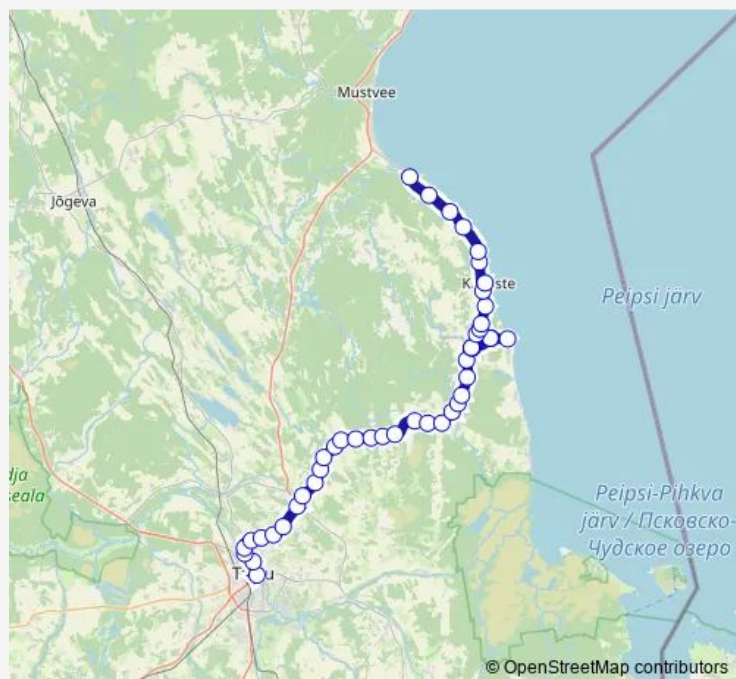 Mustvee
Jõgeva
Peipsi järv
Peipsi-Pihkva
järv / Псковско-
Чудское озеро
© OpenStreetMap contributors